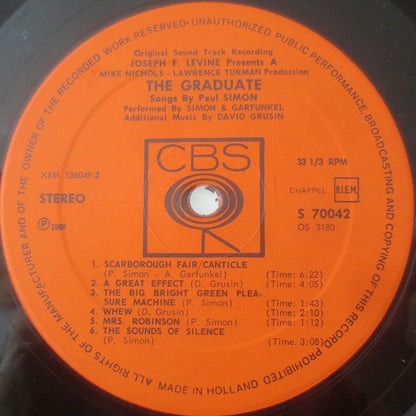 ALL RIGHTS OF THE MANUFACTURER AND OF THE OWNER OF THE RECORDED WORK RESERVED-UNAUTHORIZED PUBLIC PERFORMANCE, BROADCASTING AND COPYING OF THIS RECORD PROHIBITED
Original Sound Track Recording
JOSEPH E. LEVINE Presents A
MIKE NICHOLS - LAWRENCE TURMAN Production
THE GRADUATE
Songs By Paul SIMON
Performed By SIMON & GARFUNKEL
Additional Music By DAVID GRUSIN
CBS
XSM 136049-2
33 1/3 RPM
STEREO
CHAPPEL B.I.E.M.
S 70042
Ⓟ 1968
OS 3180
1. SCARBOROUGH FAIR/CANTICLE
(P. Simon - A. Garfunkel) (Time: 6:22)
2. A GREAT EFFECT (D. Grusin) (Time: 4:05)
3. THE BIG BRIGHT GREEN PLEA-
SURE MACHINE (P. Simon) (Time: 1:43)
4. WHEW (D. Grusin) (Time: 2:10)
5. MRS. ROBINSON (P. Simon) (Time: 1:12)
6. THE SOUNDS OF SILENCE
(P. Simon) (Time: 3:08)
MADE IN HOLLAND